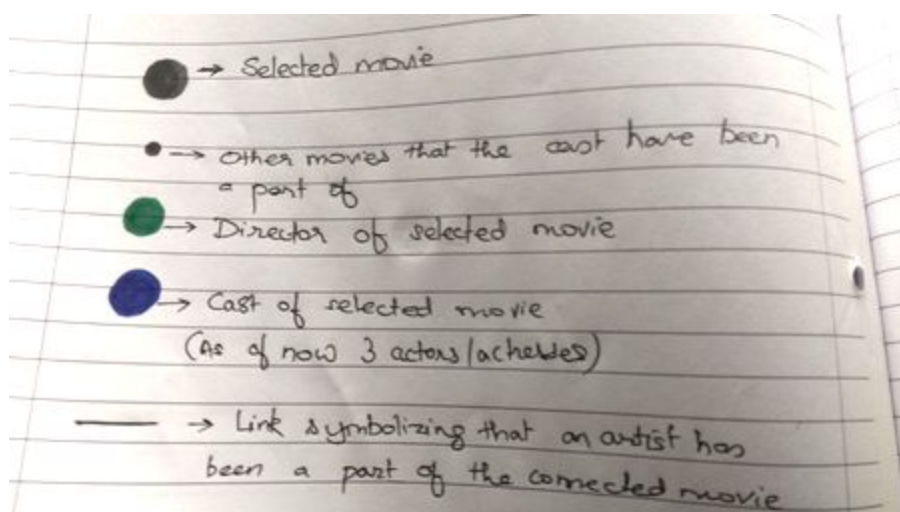 → Selected movie
→ Other movies that the cast have been
a part of
→ Director of selected movie
→ Cast of selected movie
(As of now 3 actors/
→ Link symbolizing that an artist has
been a part of the connected movie